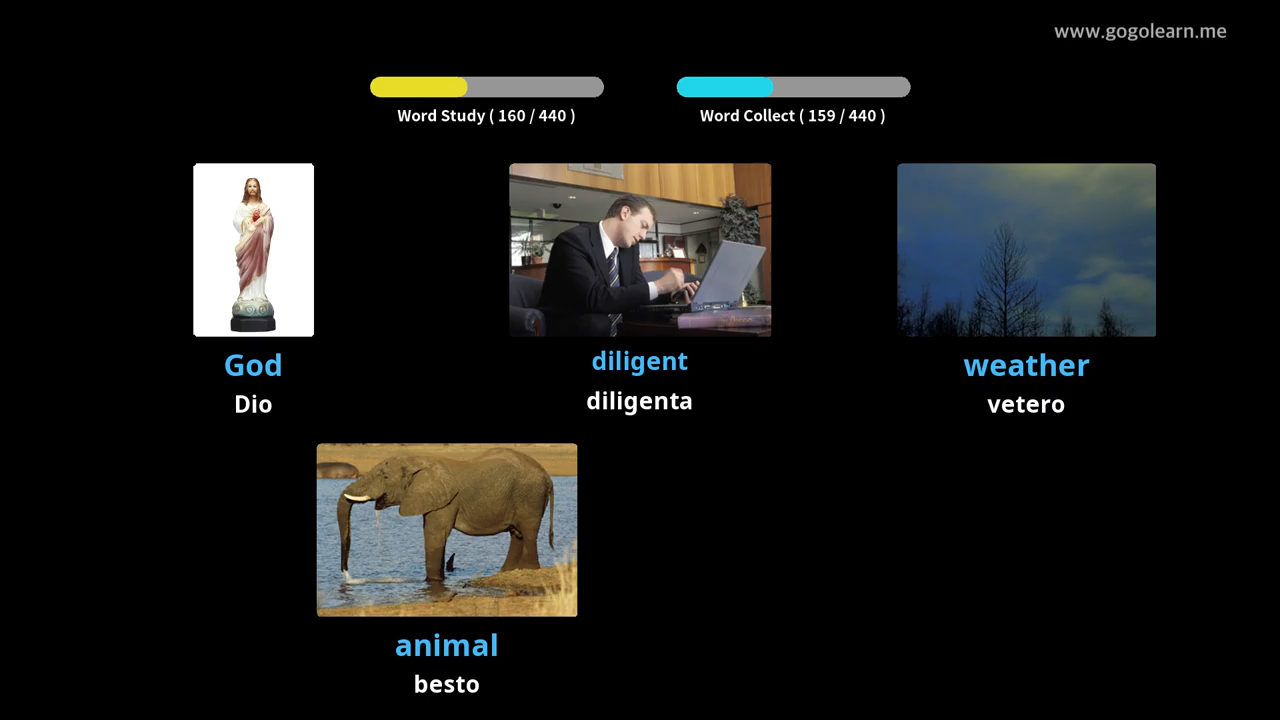 www.gogolearn.me
Word Study ( 160 / 440 )
Word Collect ( 159 / 440 )
God
Dio
diligent
diligenta
weather
vetero
animal
besto